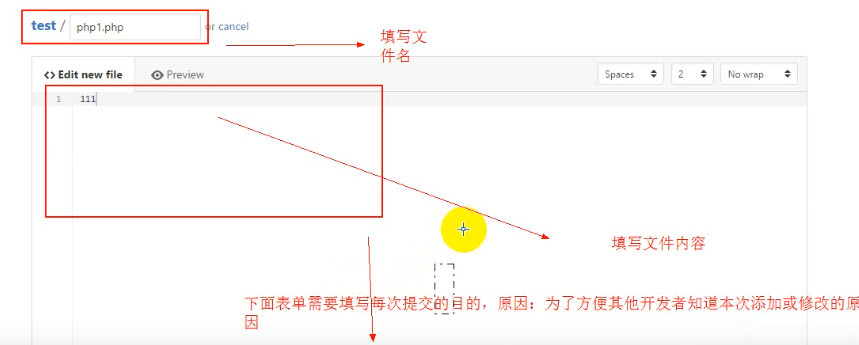 test / php1.php or cancel
填写文
件名
<> Edit new file Preview Spaces 2 No wrap
1 111
填写文件内容
下面表单需要填写每次提交的目的，原因：为了方便其他开发者知道本次添加或修改的原
因